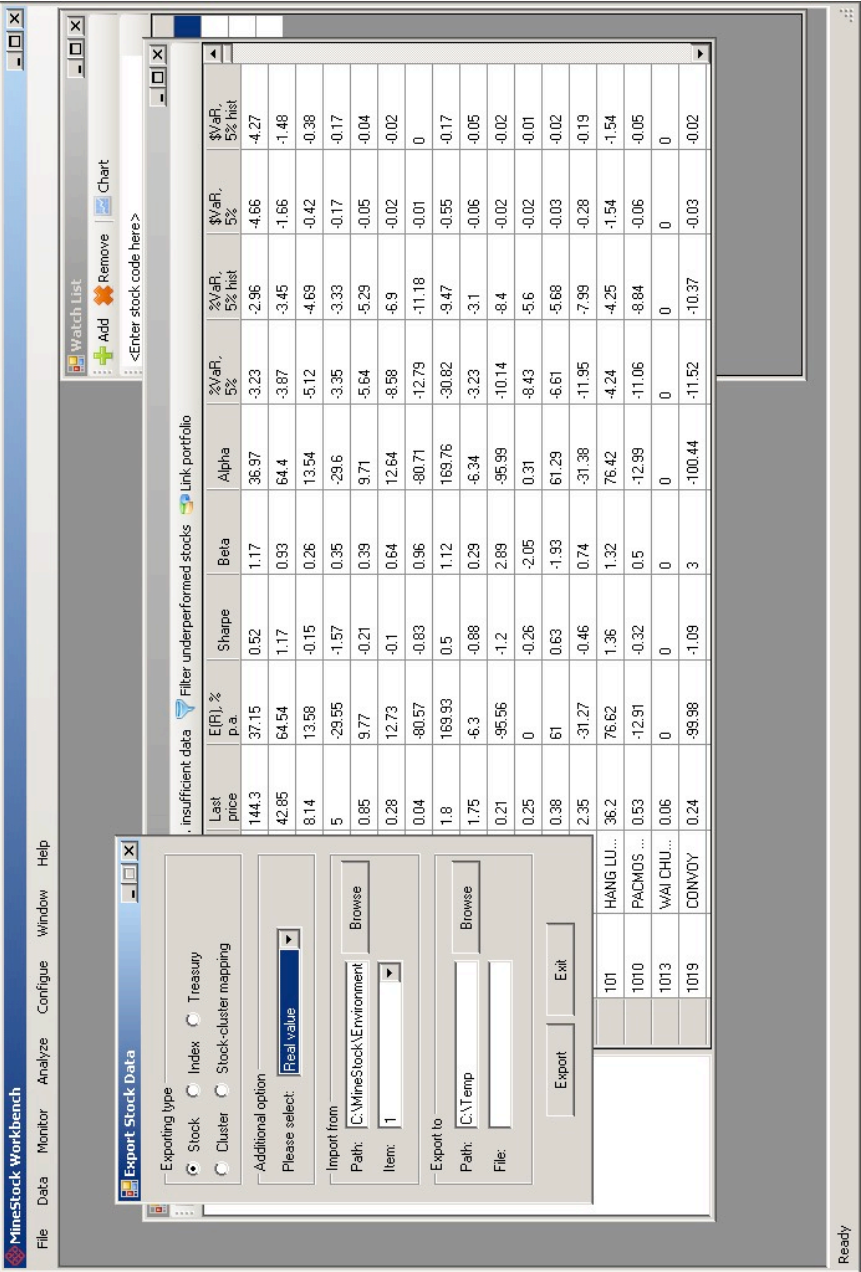 MineStock Workbench
File Data Monitor Analyze Configue Window Help
Watch List
Add Remove Chart
<Enter stock code here>
, insufficient data Filter underperformed stocks Link portfolio
Last price E(R), % p.a. Sharpe Beta Alpha %VaR, 5% %VaR, 5% hist $VaR, 5% $VaR, 5% hist
144.3 37.15 0.52 1.17 36.97 -3.23 -2.96 -4.66 -4.27
42.85 64.54 1.17 0.93 64.4 -3.87 -3.45 -1.66 -1.48
8.14 13.58 -0.15 0.26 13.54 -5.12 -4.69 -0.42 -0.38
5 -29.55 -1.57 0.35 -29.6 -3.35 -3.33 -0.17 -0.17
0.85 9.77 -0.21 0.39 9.71 -5.64 -5.29 -0.05 -0.04
0.28 12.73 -0.1 0.64 12.64 -8.58 -6.9 -0.02 -0.02
0.04 -80.57 -0.83 0.96 -80.71 -12.79 -11.18 -0.01 0
1.8 169.93 0.5 1.12 169.76 -30.82 -9.47 -0.55 -0.17
1.75 -6.3 -0.88 0.29 -6.34 -3.23 -3.1 -0.06 -0.05
0.21 -95.56 -1.2 2.89 -95.99 -10.14 -8.4 -0.02 -0.02
0.25 0 -0.26 -2.05 0.31 -8.43 -5.6 -0.02 -0.01
0.38 61 0.63 -1.93 61.29 -6.61 -5.68 -0.03 -0.02
2.35 -31.27 -0.46 0.74 -31.38 -11.95 -7.99 -0.28 -0.19
101 HANG LU... 36.2 76.62 1.36 1.32 76.42 -4.24 -4.25 -1.54 -1.54
1010 PACMOS ... 0.53 -12.91 -0.32 0.5 -12.99 -11.06 -8.84 -0.06 -0.05
1013 WAI CHU... 0.06 0 0 0 0 0 0 0 0
1019 CONVOY 0.24 -99.98 -1.09 3 -100.44 -11.52 -10.37 -0.03 -0.02
Export Stock Data
Exporting type
Stock Index Treasury
Cluster Stock-cluster mapping
Additional option
Please select: Real value
Import from
Path: C:\MineStock\Environment Browse
Item: 1
Export to
Path: C:\Temp Browse
File:
Export Exit
Ready